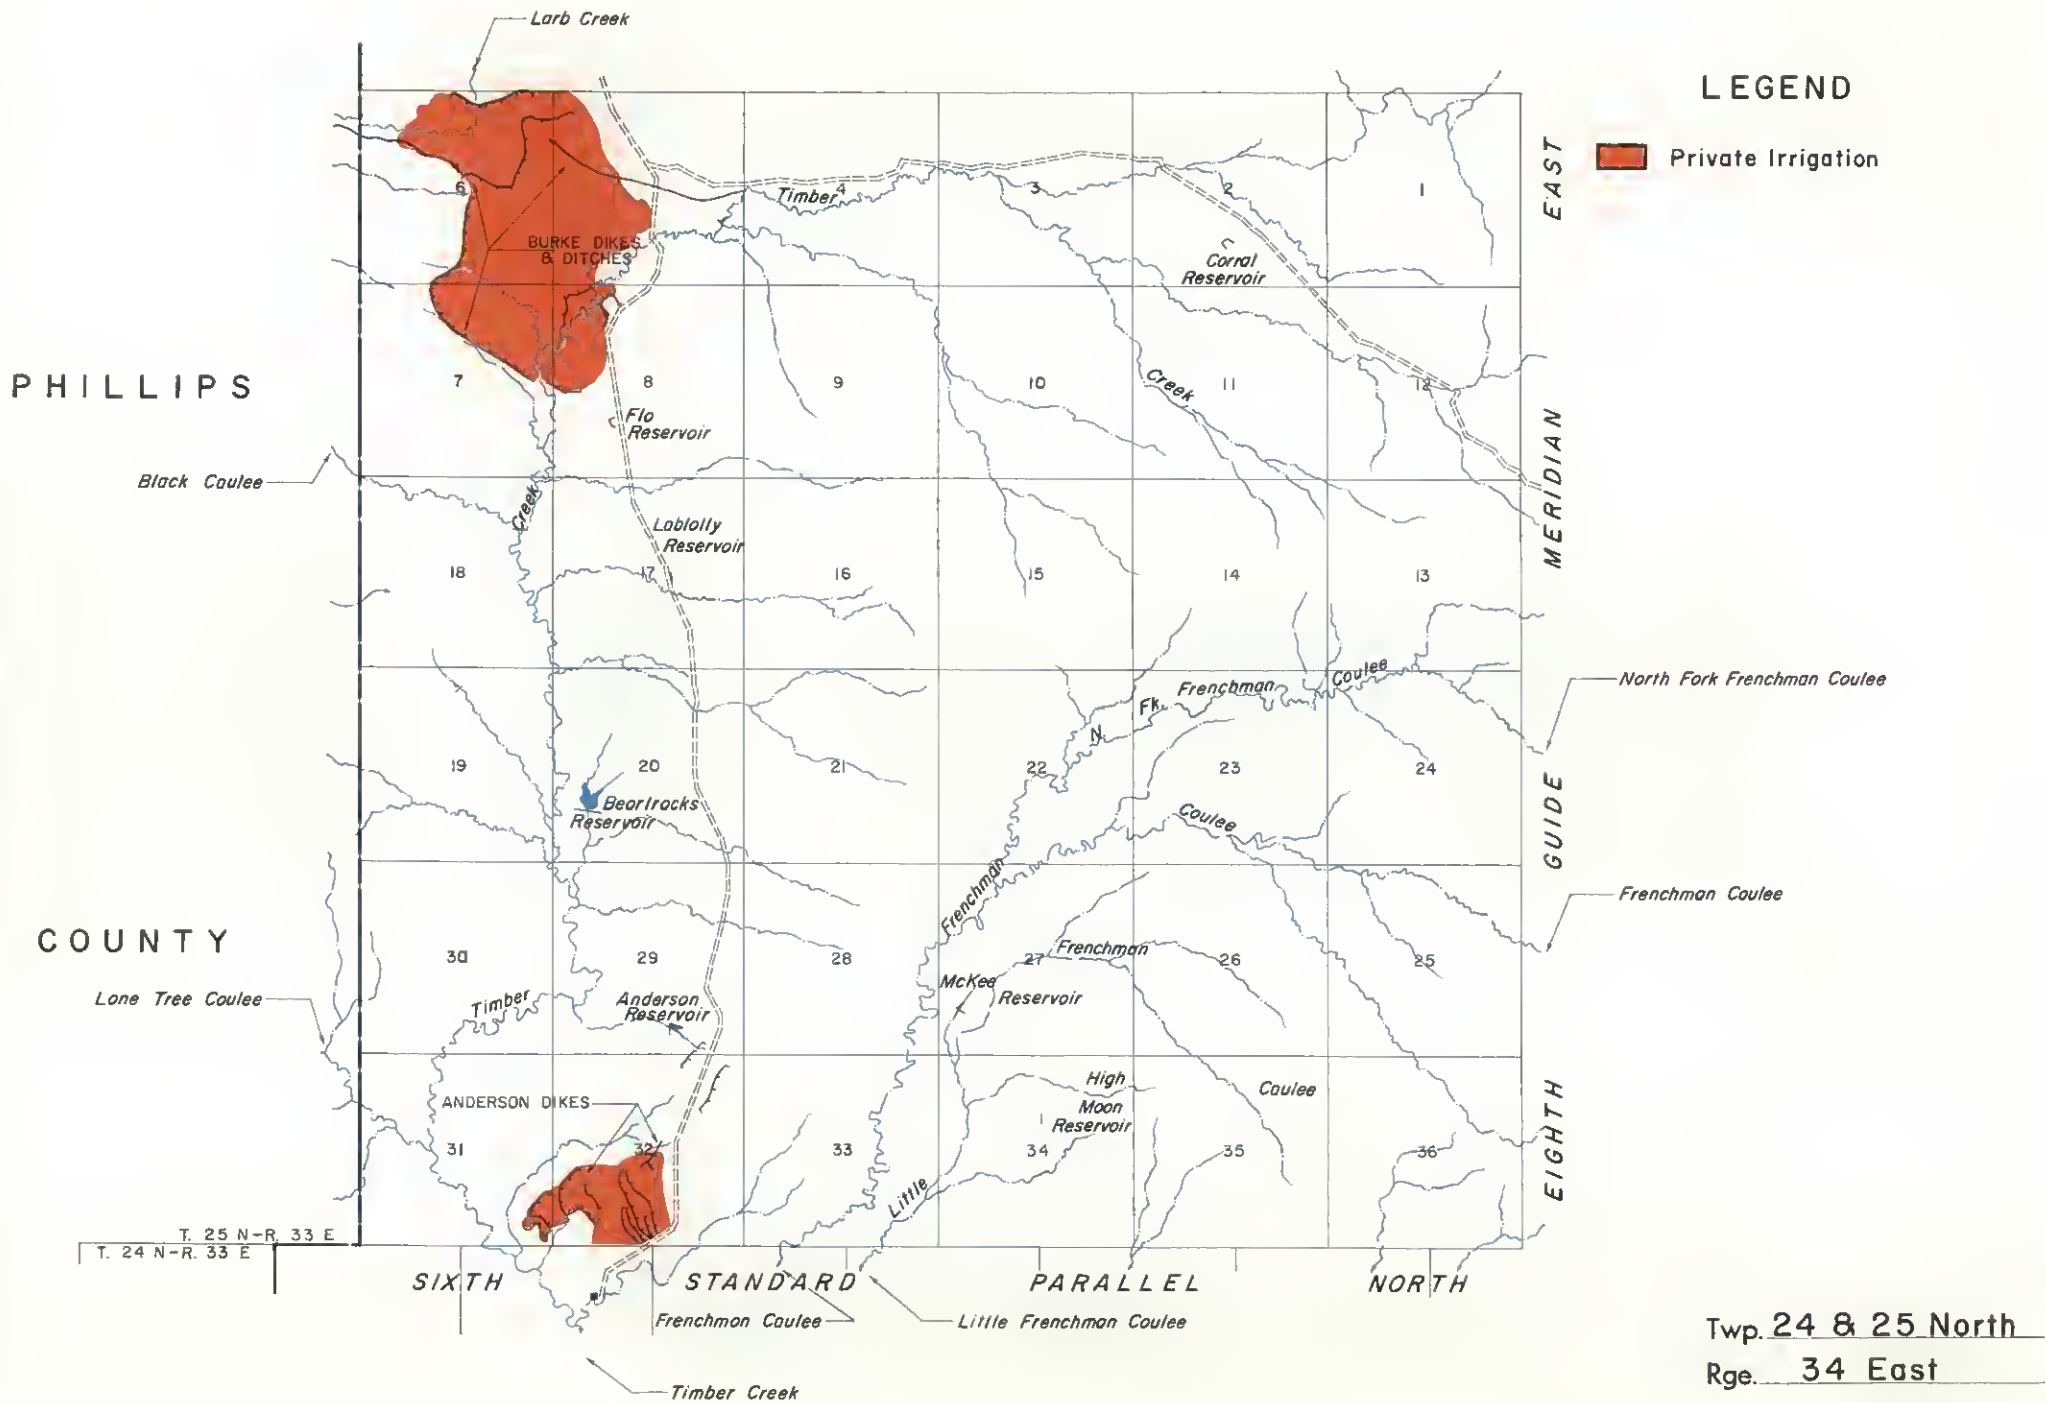 Larb Creek
LEGEND
Private Irrigation
EAST
6
Timber
4
3
2
1
BURKE DIKES
& DITCHES
Corral
Reservoir
PHILLIPS
7
8
9
10
Creek
11
12
Flo
Reservoir
MERIDIAN
Black Coulee
Creek
Lablolly
Reservoir
18
17
16
15
14
13
North Fork Frenchman Coulee
N
Fk.
Frenchman
Coulee
19
20
21
22
23
24
Beartracks
Reservoir
Coulee
GUIDE
Frenchman
Frenchman Coulee
COUNTY
30
29
28
27
Frenchman
26
25
Lone Tree Coulee
Timber
Anderson
Reservoir
McKee
Reservoir
High
Moon
Reservoir
Coulee
ANDERSON DIKES
EIGHTH
31
32
33
34
35
36
Little
T. 25 N-R. 33 E
T. 24 N-R. 33 E
SIXTH STANDARD PARALLEL NORTH
Frenchman Coulee
Little Frenchman Coulee
Timber Creek
Twp. 24 & 25 North
Rge. 34 East